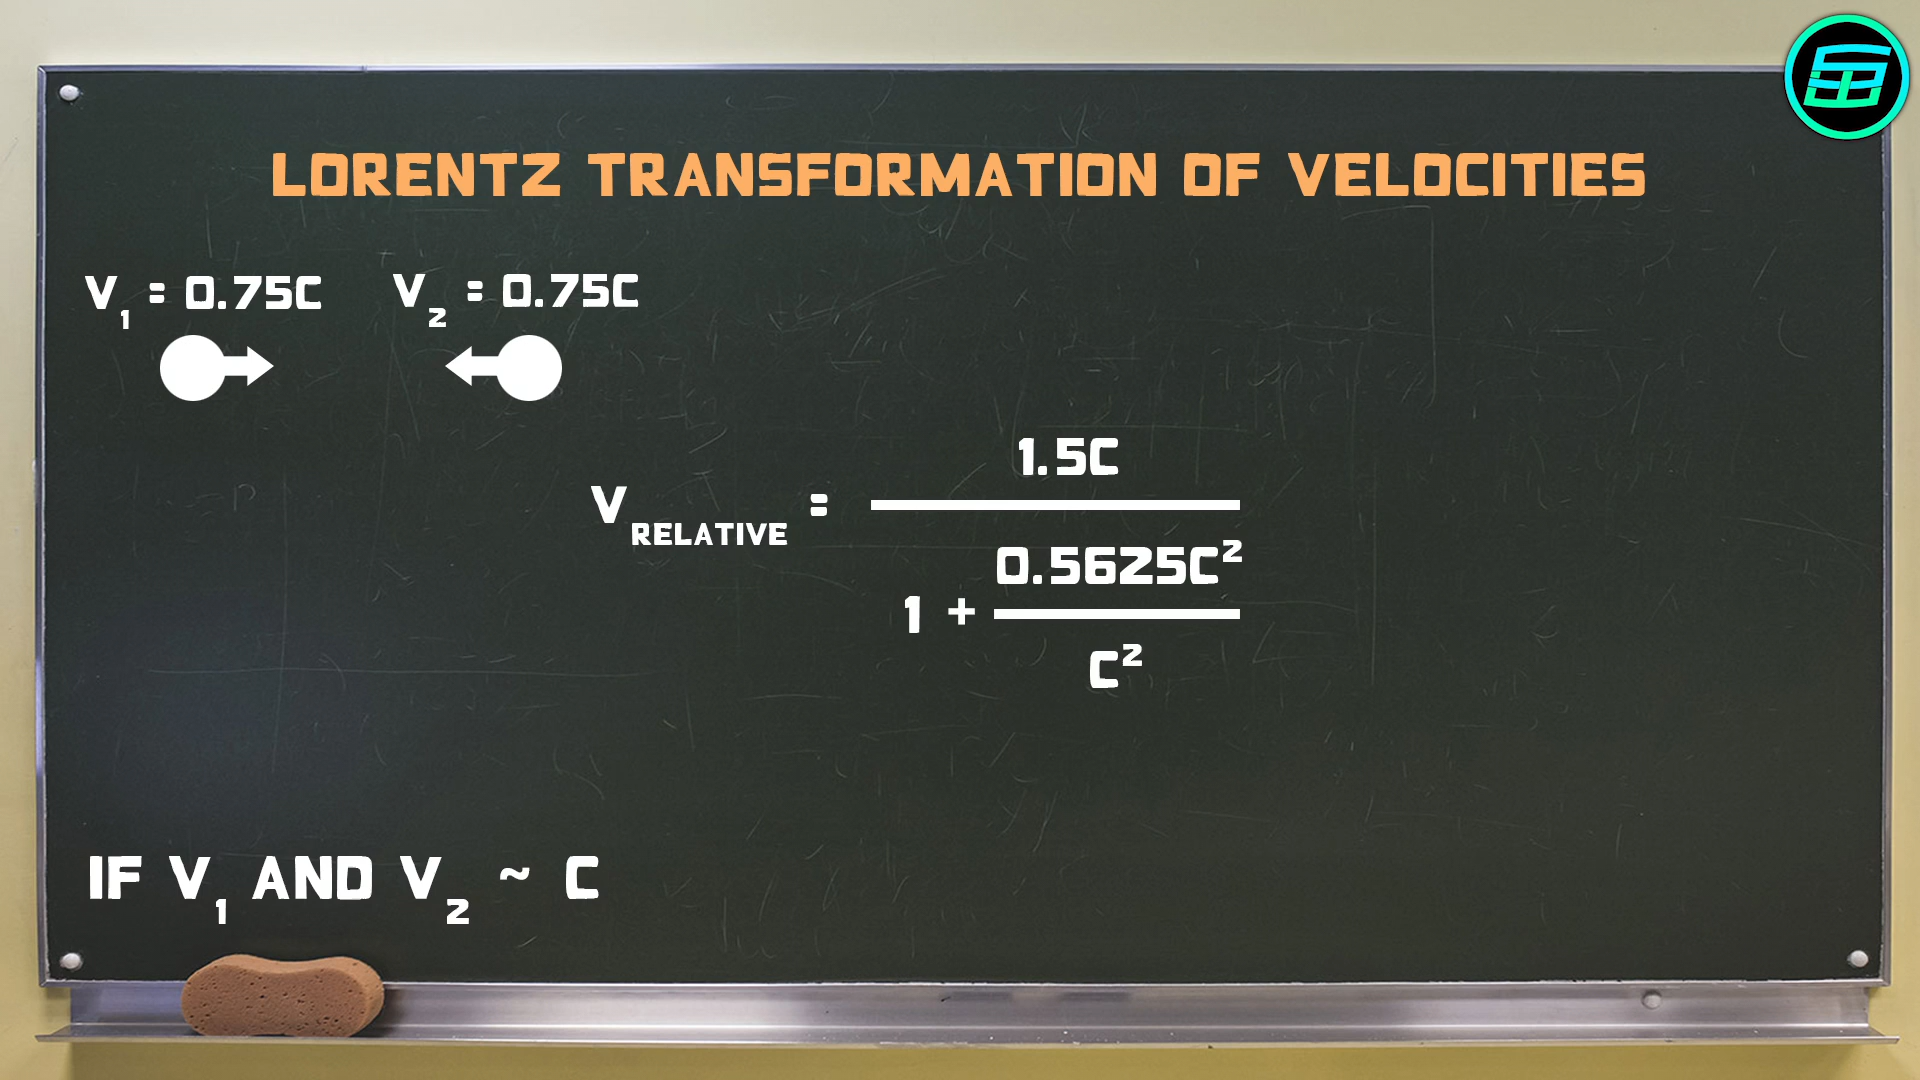 LORENTZ TRANSFORMATION OF VELOCITIES
V₁ = 0.75C V₂ = 0.75C
1.5C
V RELATIVE =
0.5625C²
1 +
C²
IF V₁ AND V₂ ~ C